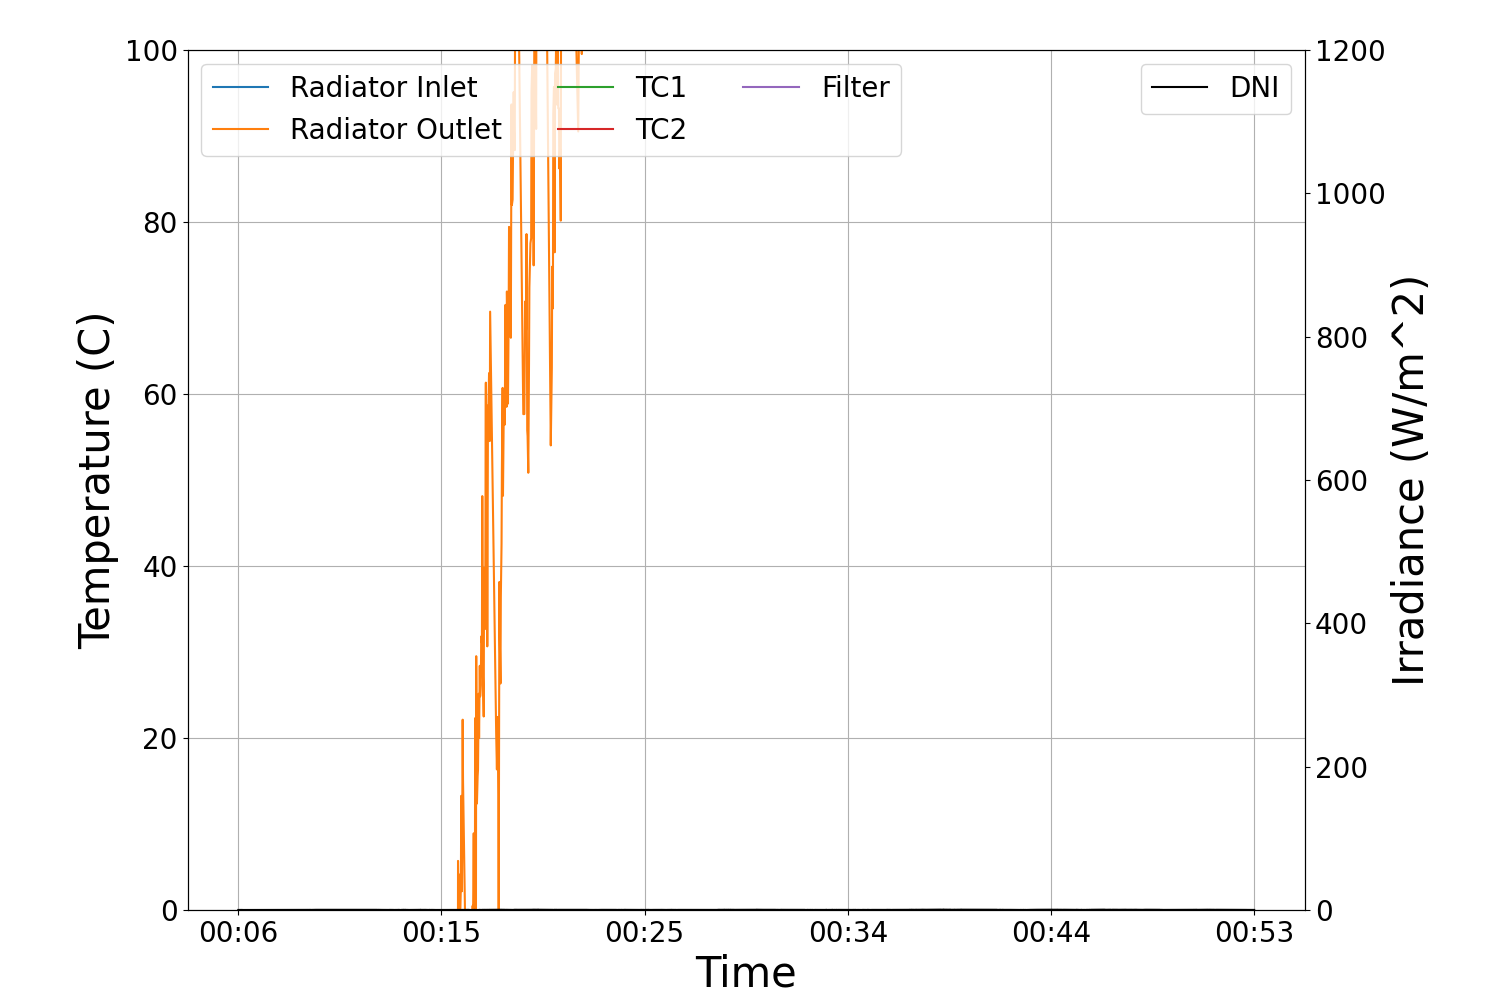 Radiator Inlet
Radiator Outlet
TC1
TC2
Filter
DNI
100
80
60
40
20
0
Temperature (C)
1200
1000
800
600
400
200
0
Irradiance (W/m^2)
00:06
00:15
00:25
00:34
00:44
00:53
Time